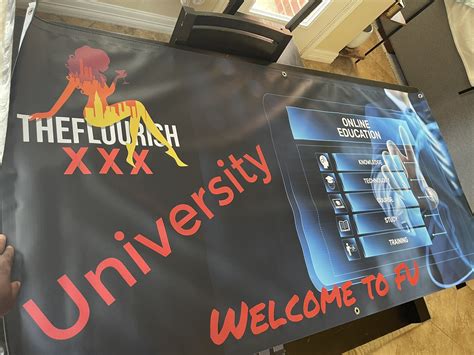 THEFLOURISH
XXX
University
ONLINE
EDUCATION
KNOWLEDGE
TECHNOLOGY
COURSE
STUDY
TRAINING
WELCOME TO FU